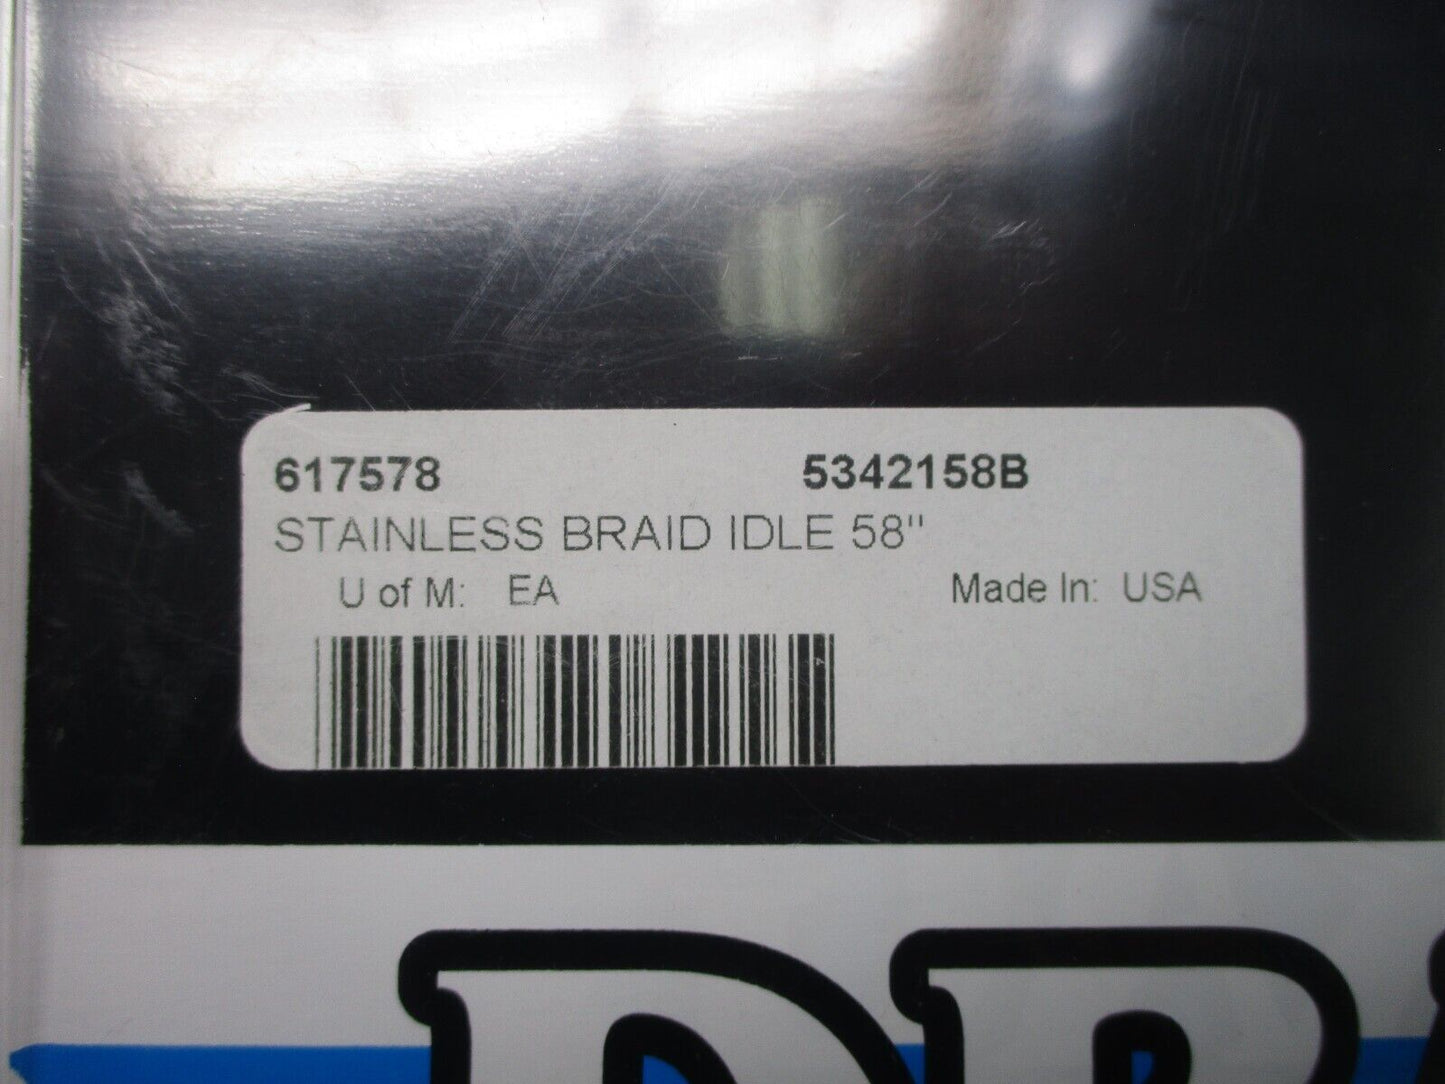 617578 5342158B
STAINLESS BRAID IDLE 58"
U of M: EA Made In: USA